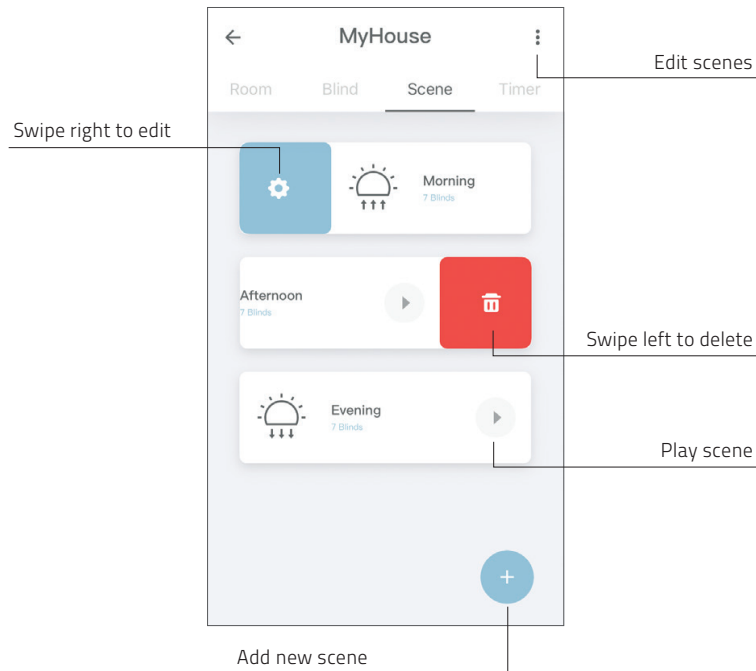 MyHouse
Edit scenes
Room Blind Scene Timer
Swipe right to edit
Morning
7 Blinds
Afternoon
7 Blinds
Swipe left to delete
Evening
7 Blinds
Play scene
Add new scene